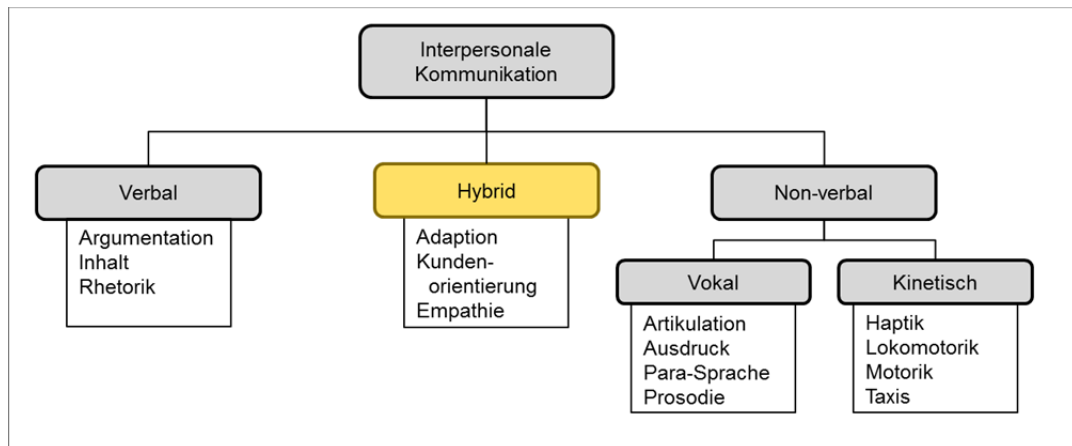 Interpersonale
Kommunikation
Verbal
Argumentation
Inhalt
Rhetorik
Hybrid
Adaption
Kunden-
orientierung
Empathie
Non-verbal
Vokal
Artikulation
Ausdruck
Para-Sprache
Prosodie
Kinetisch
Haptik
Lokomotorik
Motorik
Taxis